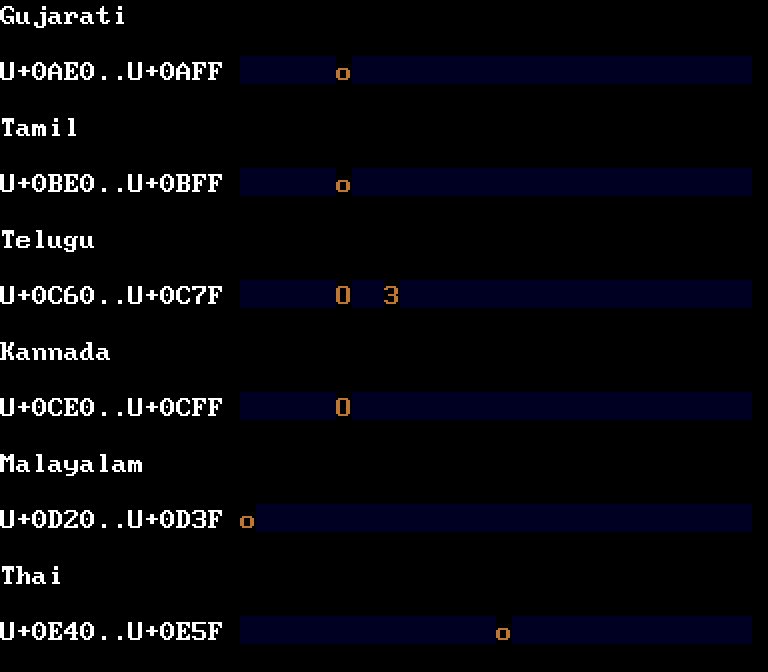 Gujarati
U+0AE0..U+0AFF o
Tamil
U+0BE0..U+0BFF o
Telugu
U+0C60..U+0C7F 0 3
Kannada
U+0CE0..U+0CFF 0
Malayalam
U+0D20..U+0D3F o
Thai
U+0E40..U+0E5F o